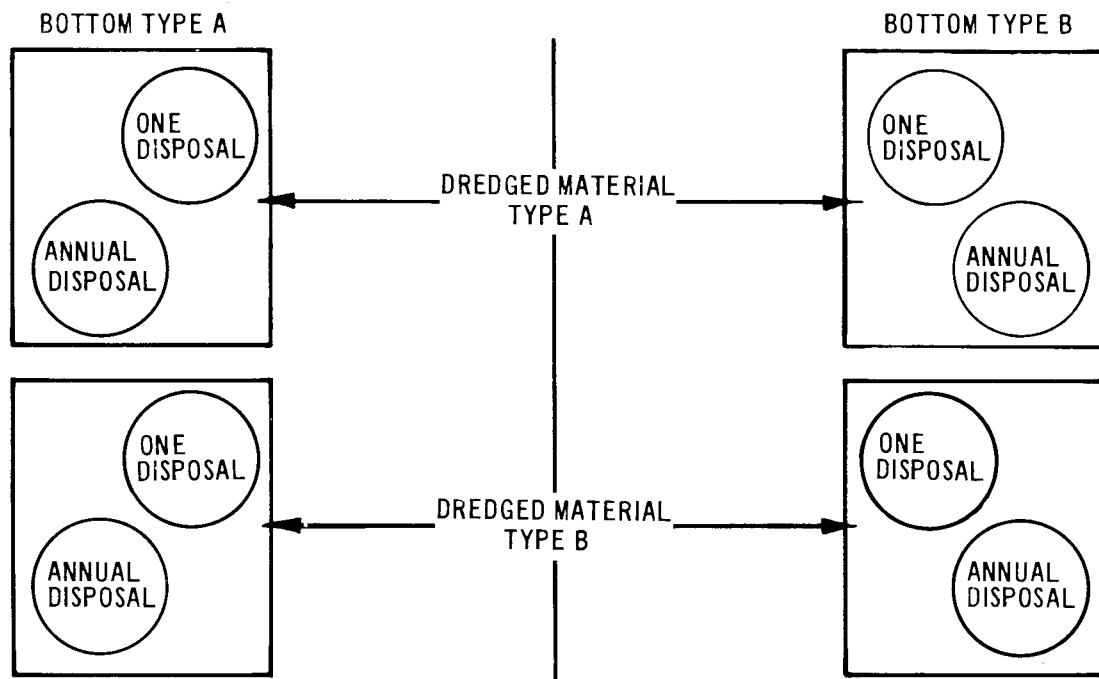 BOTTOM TYPE A
BOTTOM TYPE B
ONE
DISPOSAL
ANNUAL
DISPOSAL
DREDGED MATERIAL
TYPE A
ONE
DISPOSAL
ANNUAL
DISPOSAL
ONE
DISPOSAL
ANNUAL
DISPOSAL
DREDGED MATERIAL
TYPE B
ONE
DISPOSAL
ANNUAL
DISPOSAL